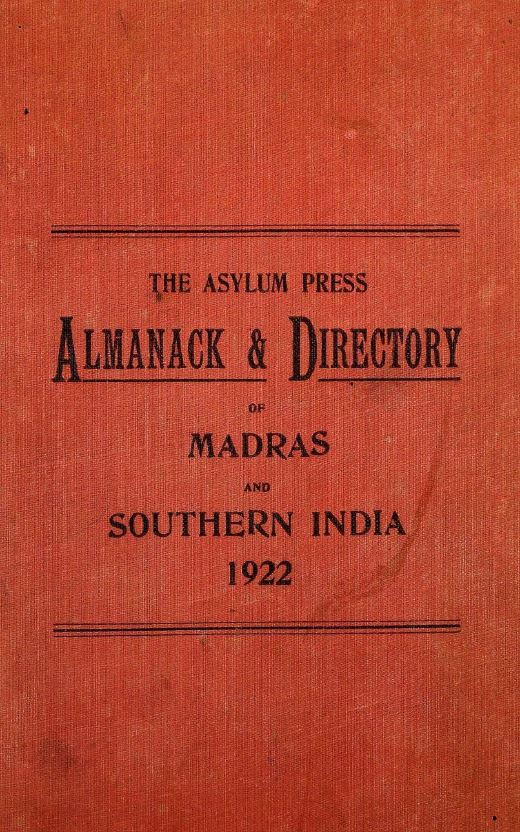 THE ASYLUM PRESS
ALMANACK & DIRECTORY
OF
MADRAS
AND
SOUTHERN INDIA
1922